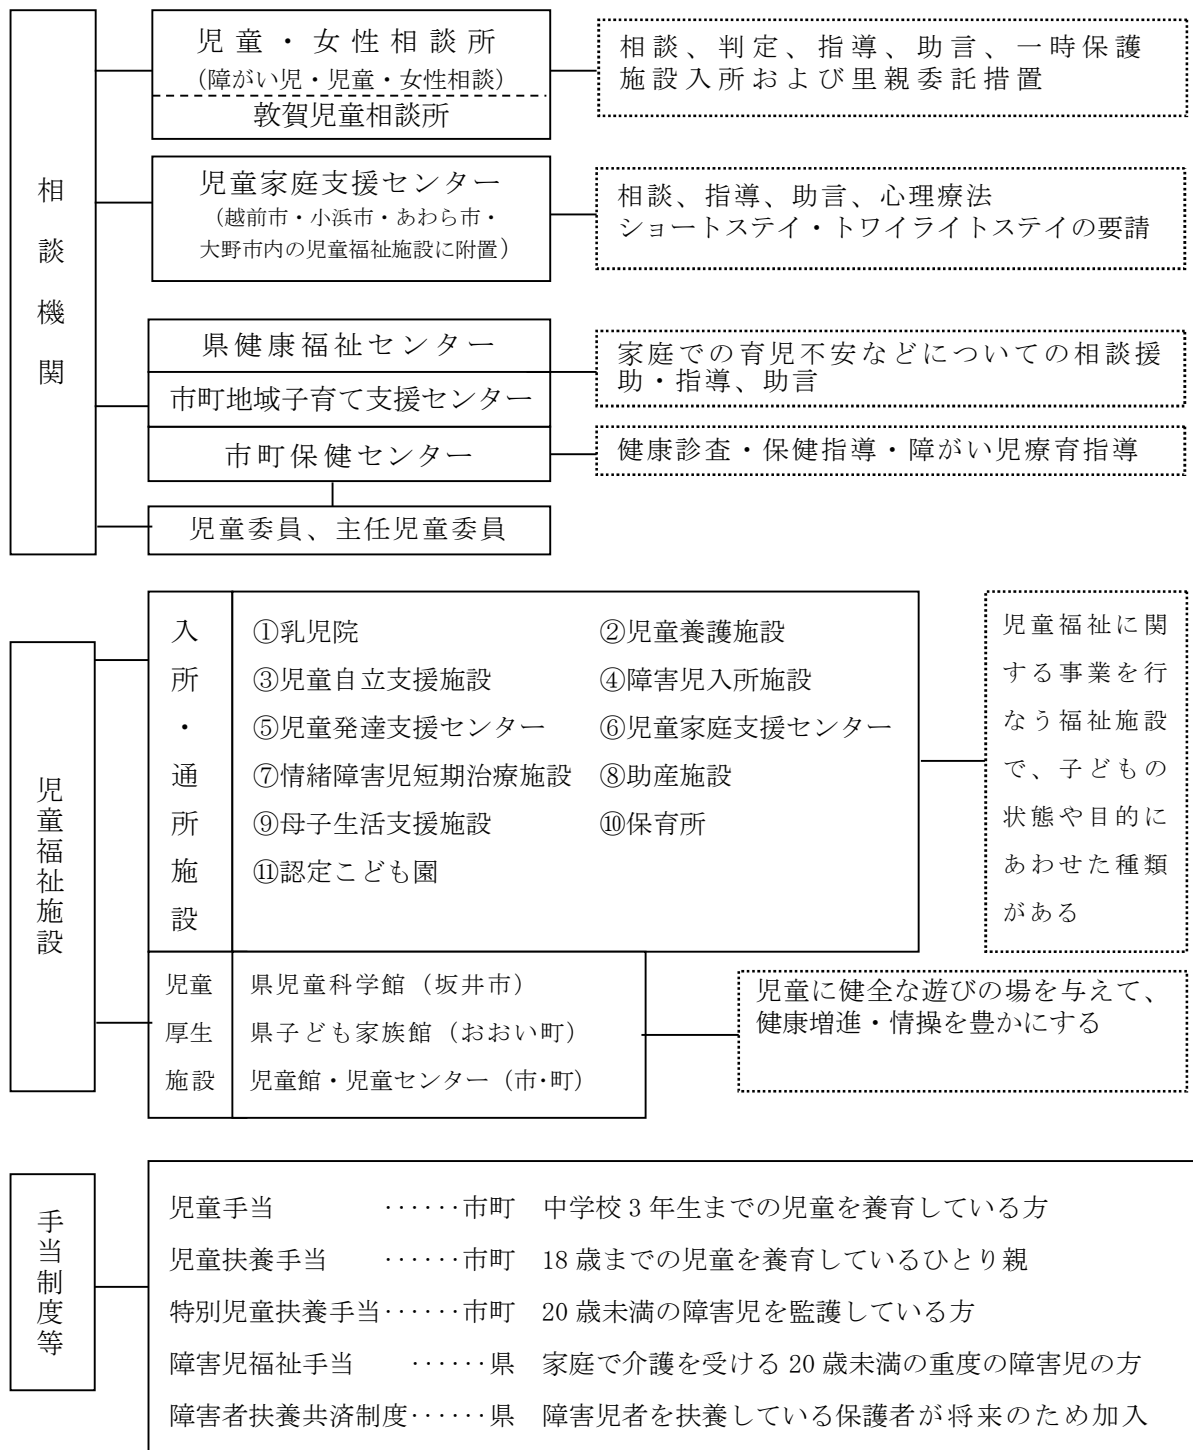 相談機関
児童・女性相談所
(障がい児・児童・女性相談)
敦賀児童相談所
相談、判定、指導、助言、一時保護
施設入所および里親委託措置
児童家庭支援センター
(越前市・小浜市・あわら市・
大野市内の児童福祉施設に附置)
相談、指導、助言、心理療法
ショートステイ・トワイライトステイの要請
県健康福祉センター
市町地域子育て支援センター
家庭での育児不安などについての相談援
助・指導、助言
市町保健センター
健康診査・保健指導・障がい児療育指導
児童委員、主任児童委員
児童福祉施設
入所・通所施設
①乳児院 ②児童養護施設
③児童自立支援施設 ④障害児入所施設
⑤児童発達支援センター ⑥児童家庭支援センター
⑦情緒障害児短期治療施設 ⑧助産施設
⑨母子生活支援施設 ⑩保育所
⑪認定こども園
児童福祉に関
する事業を行
なう福祉施設
で、子どもの
状態や目的に
あわせた種類
がある
児童
厚生
施設
県児童科学館(坂井市)
県子ども家族館(おおい町)
児童館・児童センター(市・町)
児童に健全な遊びの場を与えて、
健康増進・情操を豊かにする
手当制度等
児童手当 ‥‥‥市町 中学校3年生までの児童を養育している方
児童扶養手当 ‥‥‥市町 18歳までの児童を養育しているひとり親
特別児童扶養手当‥‥‥市町 20歳未満の障害児を監護している方
障害児福祉手当 ‥‥‥県 家庭で介護を受ける20歳未満の重度の障害児の方
障害者扶養共済制度‥‥‥県 障害児者を扶養している保護者が将来のため加入